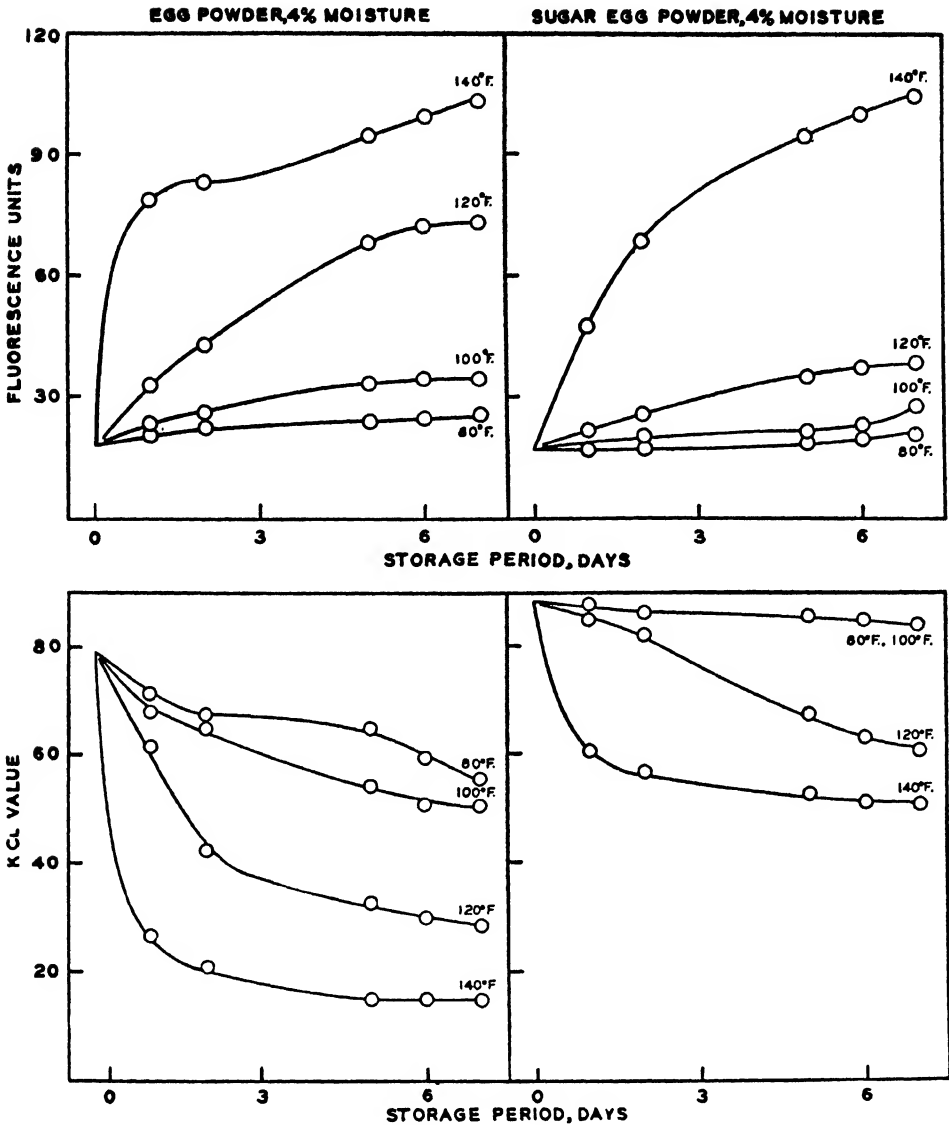 EGG POWDER, 4% MOISTURE
SUGAR EGG POWDER, 4% MOISTURE
FLUORESCENCE UNITS
120
90
60
30
140°F.
120°F.
100°F.
80°F.
140°F.
120°F.
100°F.
80°F.
0 3 6 0 3 6
STORAGE PERIOD, DAYS
KCL VALUE
80
60
40
20
80°F.
100°F.
120°F
140°F
80°F., 100°F.
120°F.
140°F.
0 3 6 0 3 6
STORAGE PERIOD, DAYS